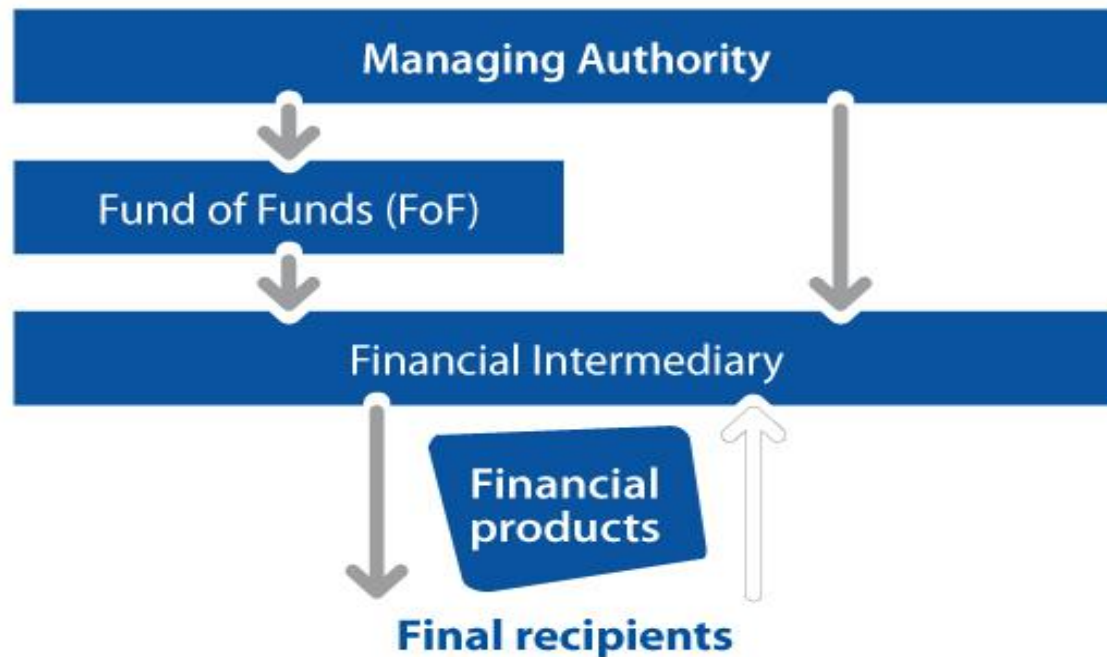 Managing Authority
Fund of Funds (FoF)
Financial Intermediary
Financial
products
Final recipients